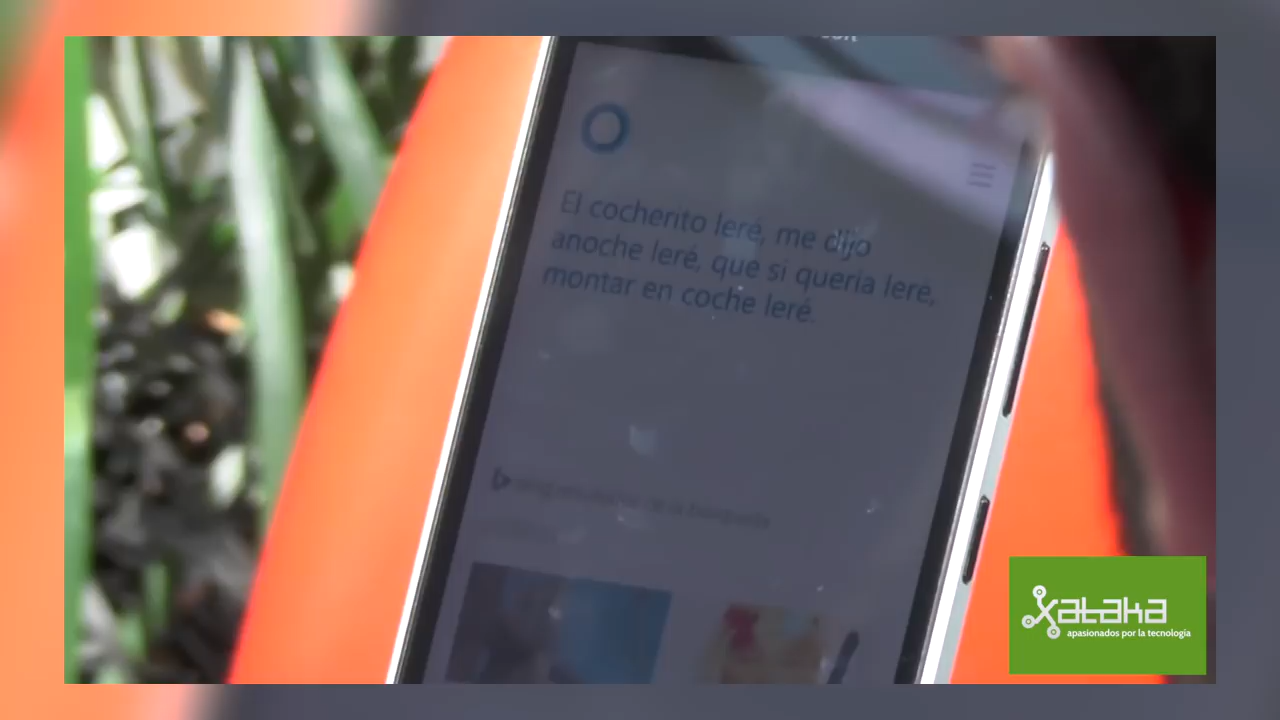 El cocherito leré, me dijo
anoche leré, que si quería leré,
montar en coche leré.
xataka
apasionados por la tecnología